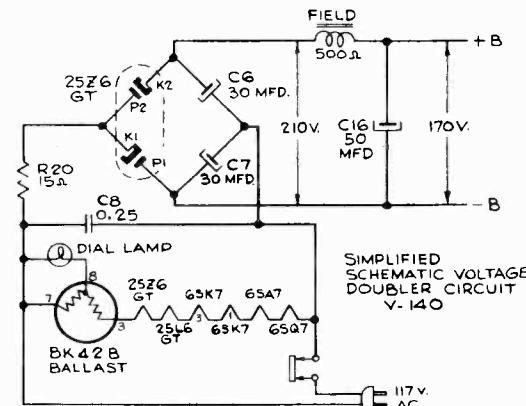 FIELD
500Ω
+B
25Z6
GT
K2
P2
K1
P1
C6
30 MFD.
C7
30 MFD.
210V.
C16
50
MFD
170V.
R20
15Ω
C8
0.25
- B
DIAL LAMP
8
7
3
BK42B
BALLAST
25Z6
GT
25L6
GT
6SK7
3
6SK7
1
6SA7
6SQ7
SIMPLIFIED
SCHEMATIC VOLTAGE
DOUBLER CIRCUIT
V-140
117 V.
AC